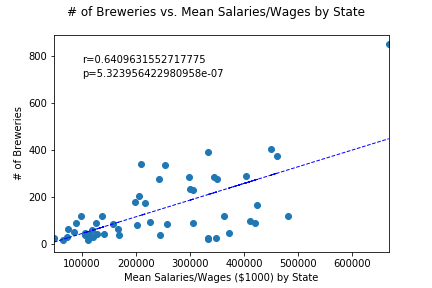 # of Breweries vs. Mean Salaries/Wages by State
r=0.6409631552717775
p=5.323956422980958e-07
# of Breweries
800
600
400
200
0
100000 200000 300000 400000 500000 600000
Mean Salaries/Wages ($1000) by State